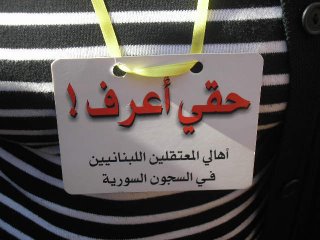 حقي أعرف!
أهالي المعتقلين اللبنانيين
في السجون السورية